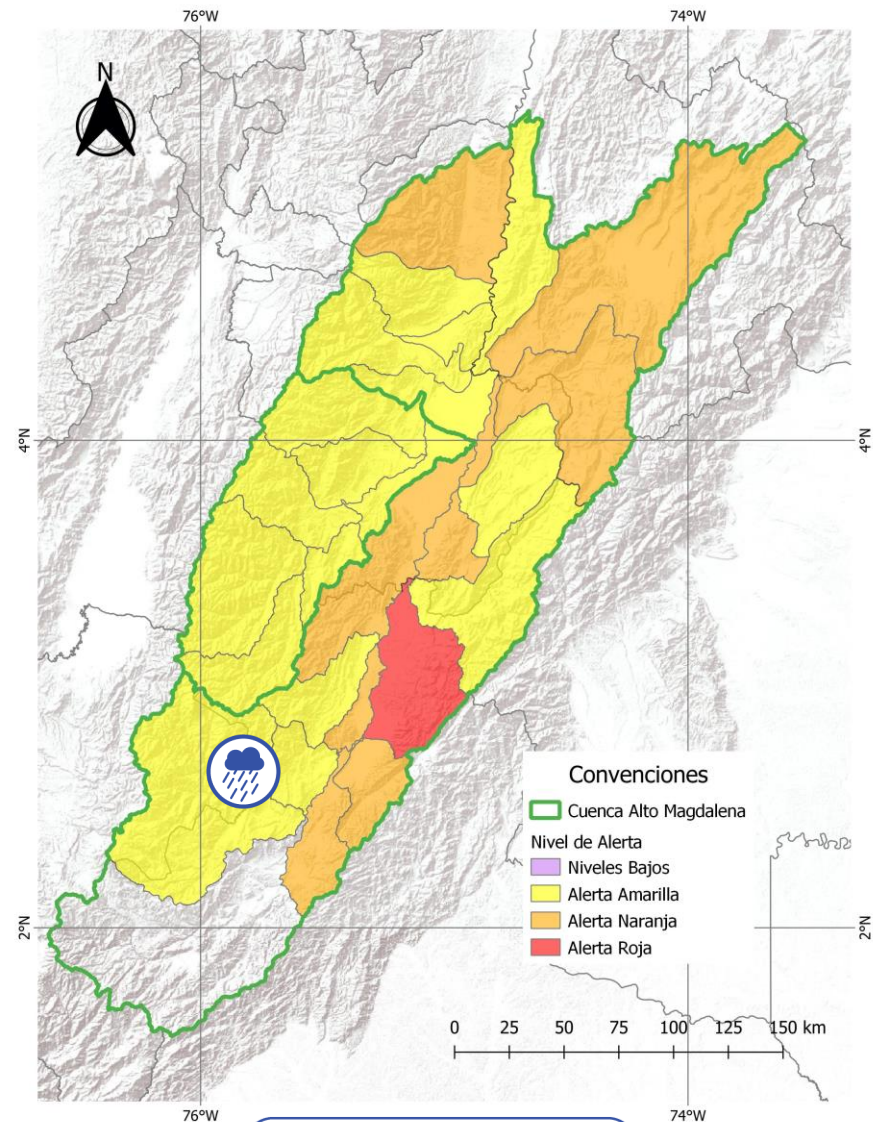 76°W 74°W
N
4°N 4°N
Convenciones
Cuenca Alto Magdalena
Nivel de Alerta
Niveles Bajos
Alerta Amarilla
Alerta Naranja
Alerta Roja
2°N 2°N
0 25 50 75 100 125 150 km
76°W 74°W